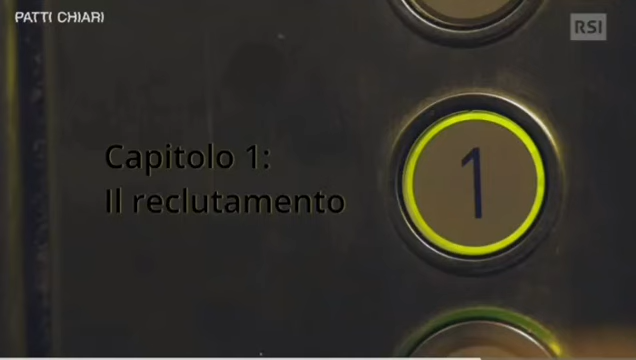 PATTI CHIARI
RSI
Capitolo 1:
Il reclutamento
1